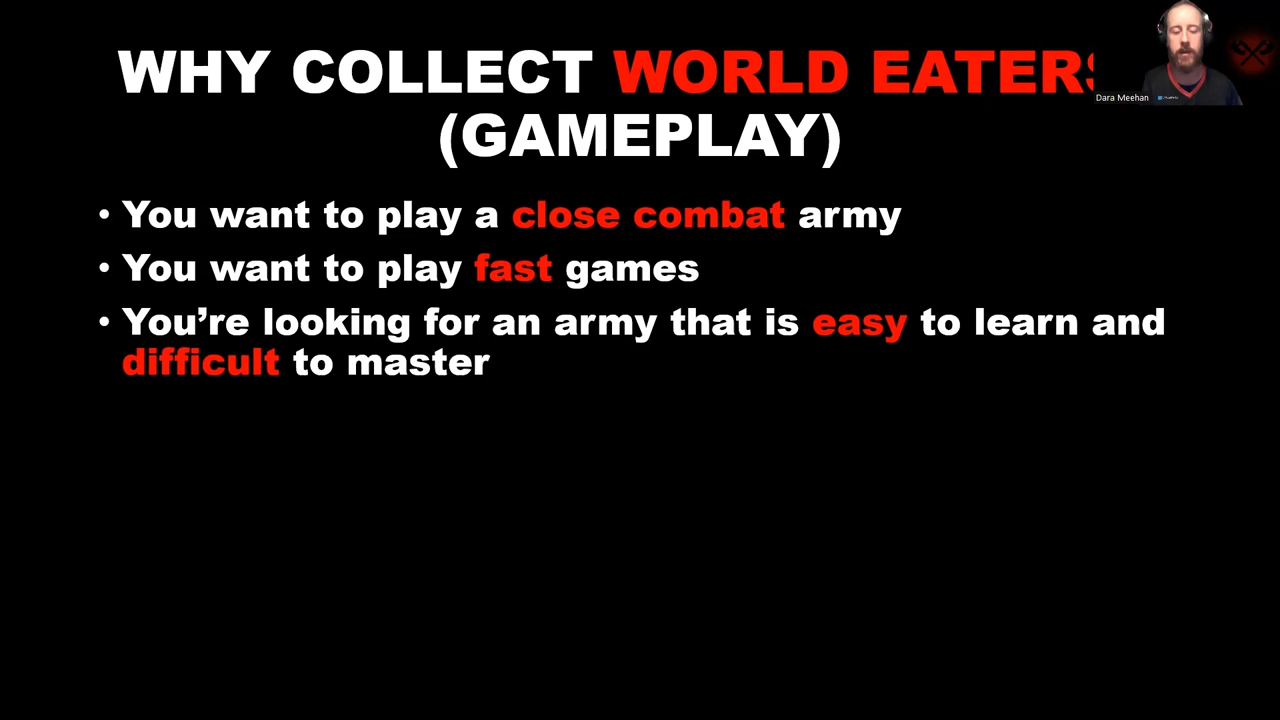 WHY COLLECT WORLD EATERS
(GAMEPLAY)
Dara Meehan
• You want to play a close combat army
• You want to play fast games
• You’re looking for an army that is easy to learn and
difficult to master